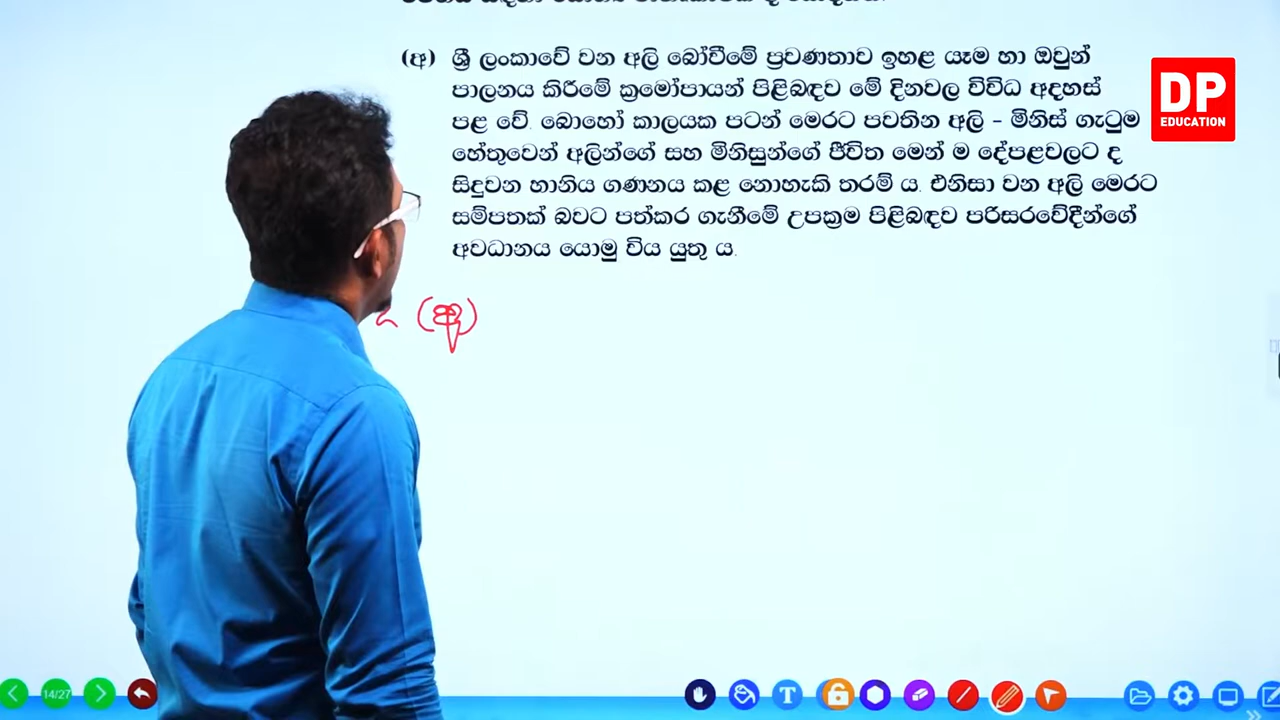 (අ) ශ්‍රී ලංකාවේ වන අලි බෝවීමේ ප්‍රවණතාව ඉහළ යෑම හා ඔවුන්
පාලනය කිරීමේ ක්‍රමෝපායන් පිළිබඳව මේ දිනවල විවිධ අදහස්
පළ වේ. බොහෝ කාලයක පටන් මෙරට පවතින අලි – මිනිස් ගැටුම
හේතුවෙන් අලින්ගේ සහ මිනිසුන්ගේ ජීවිත මෙන් ම දේපළවලට ද
සිදුවන හානිය ගණනය කළ නොහැකි තරම් ය. එනිසා වන අලි මෙරට
සම්පතක් බවට පත්කර ගැනීමේ උපක්‍රම පිළිබඳව පරිසරවේදීන්ගේ
අවධානය යොමු විය යුතු ය.
DP
EDUCATION
14/27
T